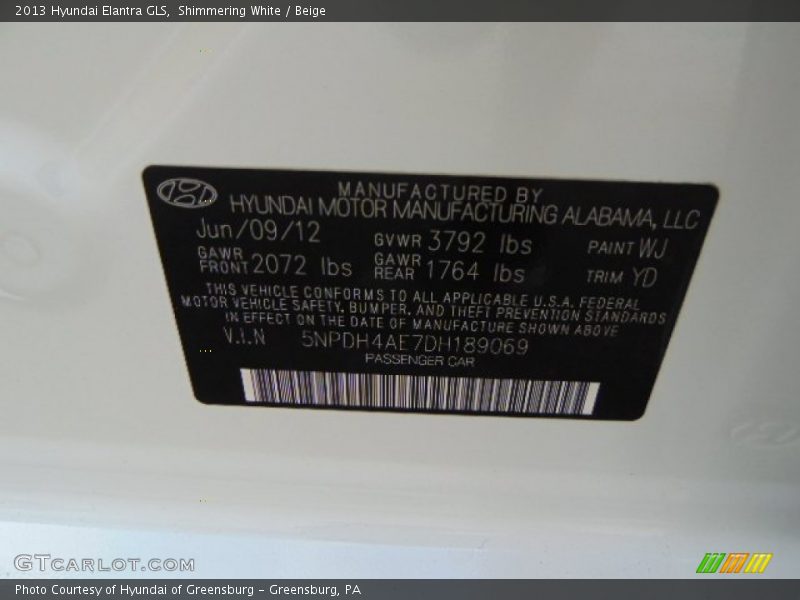 2013 Hyundai Elantra GLS, Shimmering White / Beige
MANUFACTURED BY
HYUNDAI MOTOR MANUFACTURING ALABAMA, LLC
Jun/09/12 GVWR 3792 lbs PAINT WJ
GAWR FRONT 2072 lbs GAWR REAR 1764 lbs TRIM YD
THIS VEHICLE CONFORMS TO ALL APPLICABLE U.S.A. FEDERAL
MOTOR VEHICLE SAFETY, BUMPER, AND THEFT PREVENTION STANDARDS
IN EFFECT ON THE DATE OF MANUFACTURE SHOWN ABOVE
V.I.N 5NPDH4AE7DH189069
PASSENGER CAR
GTCARLOT.COM
Photo Courtesy of Hyundai of Greensburg - Greensburg, PA